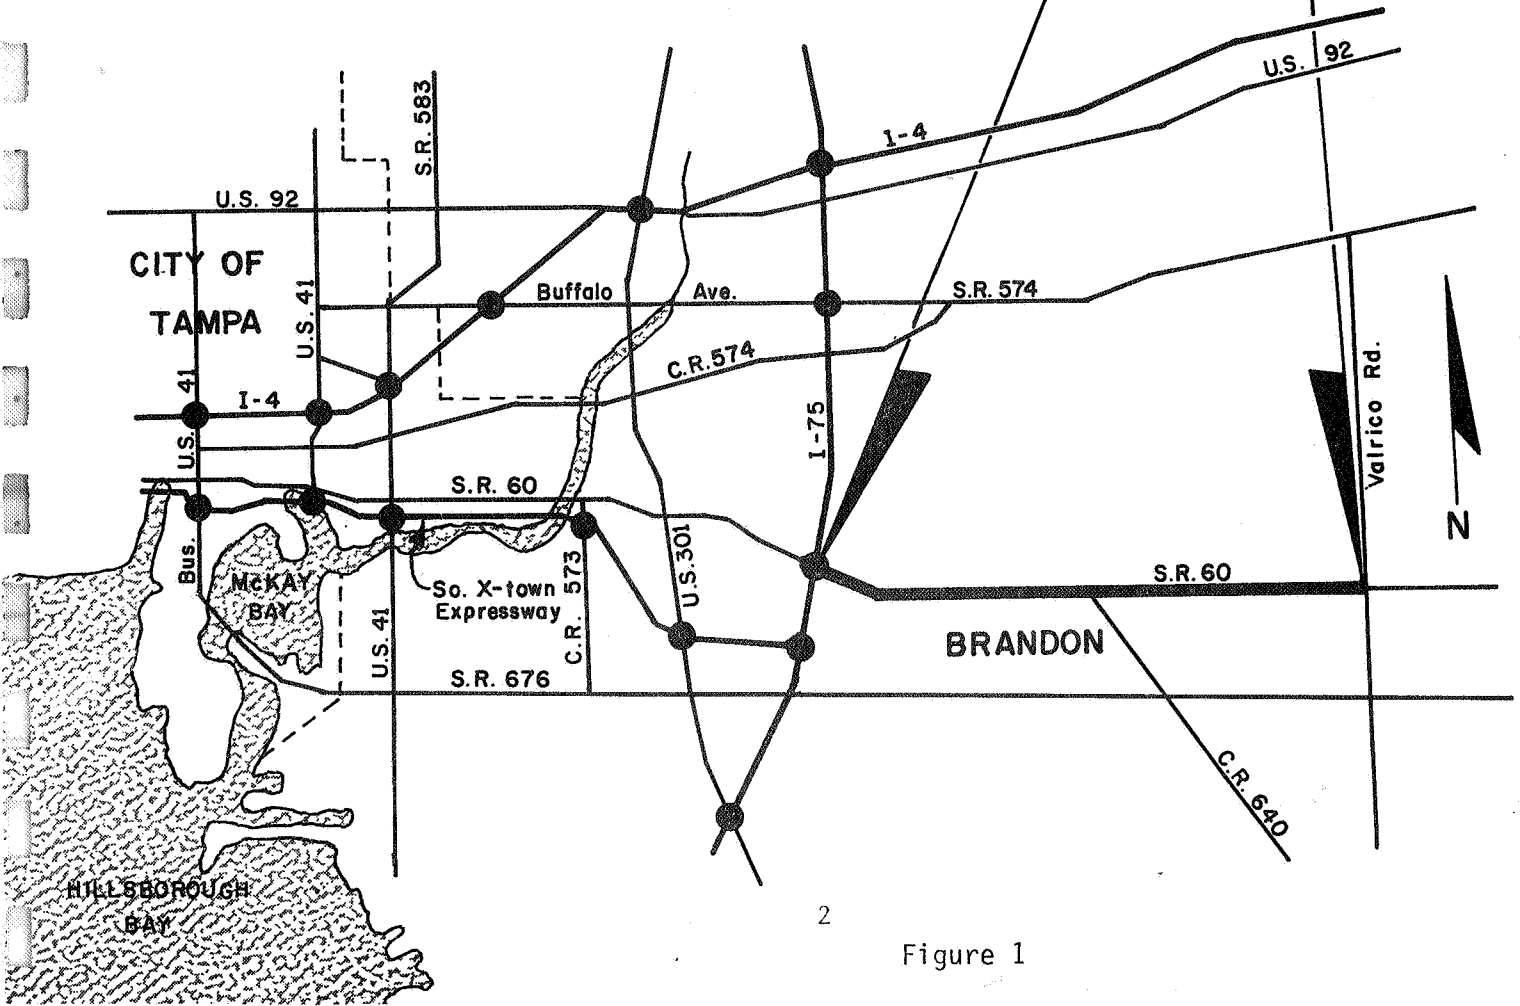 U.S. 92
I-4
S.R. 583
U.S. 92
CITY OF
TAMPA
U.S. 41
Buffalo Ave.
S.R. 574
C.R. 574
U.S. 41
I-4
I-75
Valrico Rd.
S.R. 60
N
Bus.
McKAY
BAY
So. X-town
Expressway
C.R. 573
U.S. 301
S.R. 60
U.S. 41
S.R. 676
BRANDON
C.R. 640
HILLSBOROUGH
BAY
2
Figure 1